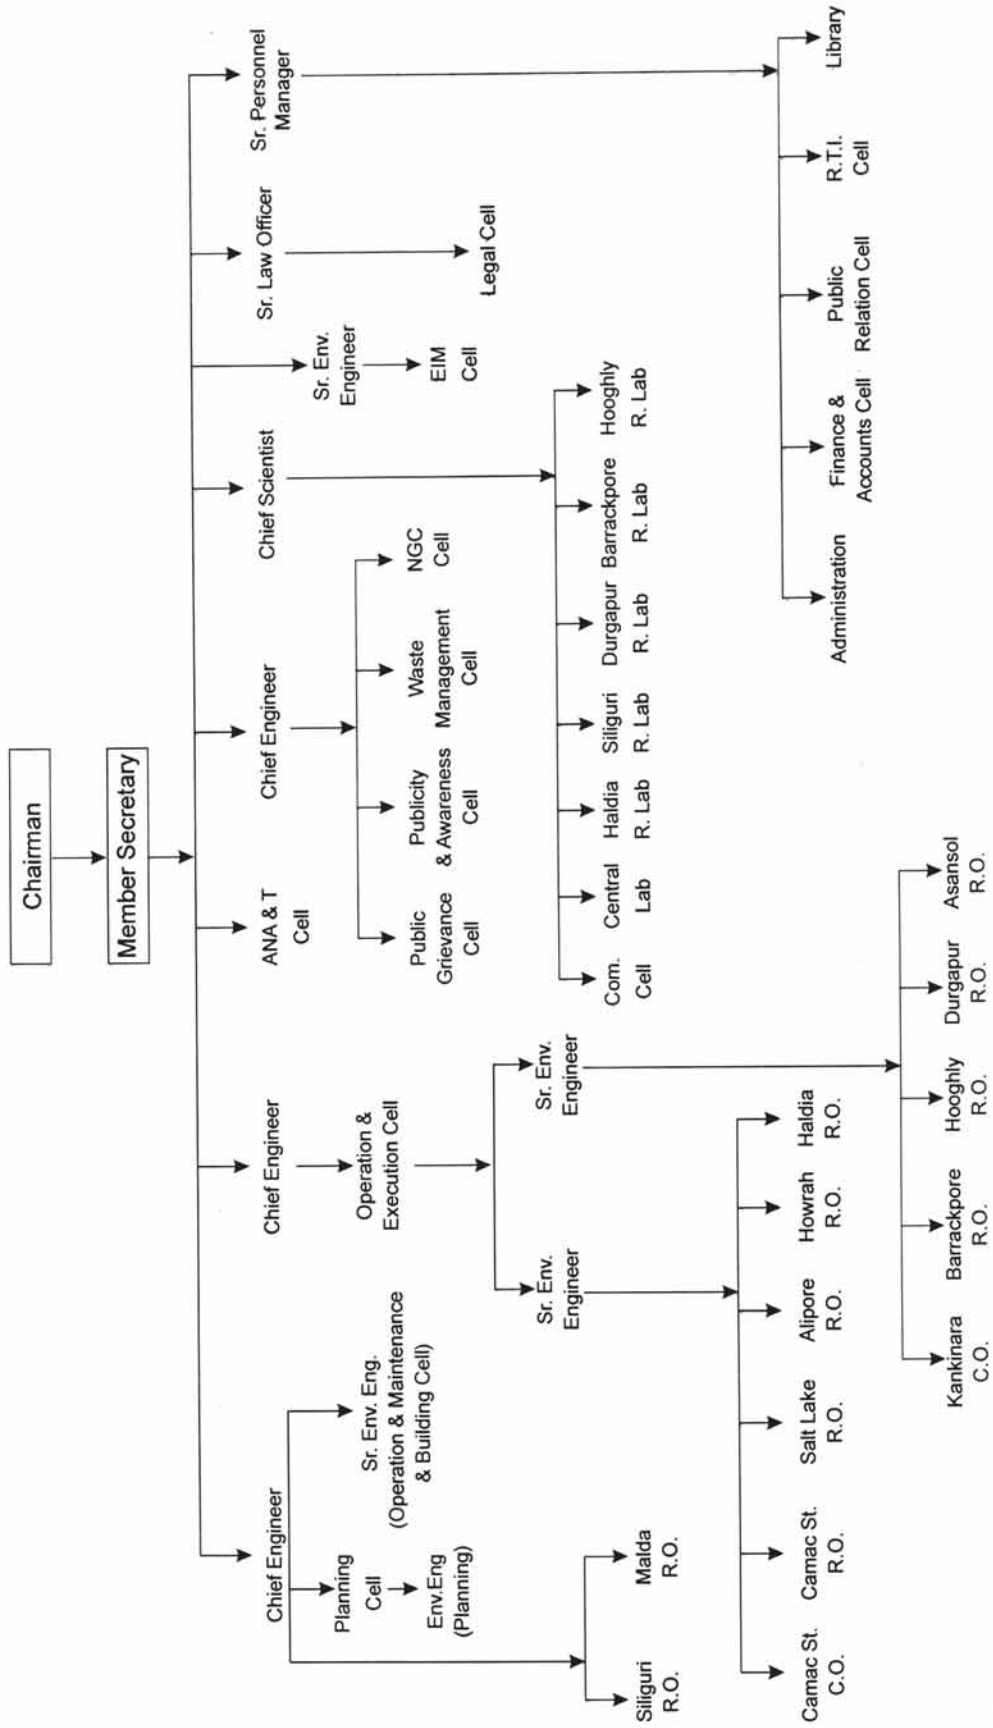 Chairman
Member Secretary
Chief Engineer
Chief Engineer
ANA & T
Cell
Chief Engineer
Chief Scientist
Sr. Env.
Engineer
Sr. Law Officer
Sr. Personnel
Manager
Planning
Cell
Env.Eng
(Planning)
Sr. Env. Eng.
(Operation & Maintenance
& Building Cell)
Operation &
Execution Cell
Public
Grievance
Cell
Publicity
& Awareness
Cell
Waste
Management
Cell
NGC
Cell
EIM
Cell
Legal Cell
Sr. Env.
Engineer
Sr. Env.
Engineer
Siliguri
R.O.
Malda
R.O.
Com.
Cell
Central
Lab
Haldia
R. Lab
Siliguri
R. Lab
Durgapur
R. Lab
Barrackpore
R. Lab
Hooghly
R. Lab
Camac St.
C.O.
Camac St.
R.O.
Salt Lake
R.O.
Alipore
R.O.
Howrah
R.O.
Haldia
R.O.
Administration
Finance &
Accounts Cell
Public
Relation Cell
R.T.I.
Cell
Library
Kankinara
C.O.
Barrackpore
R.O.
Hooghly
R.O.
Durgapur
R.O.
Asansol
R.O.